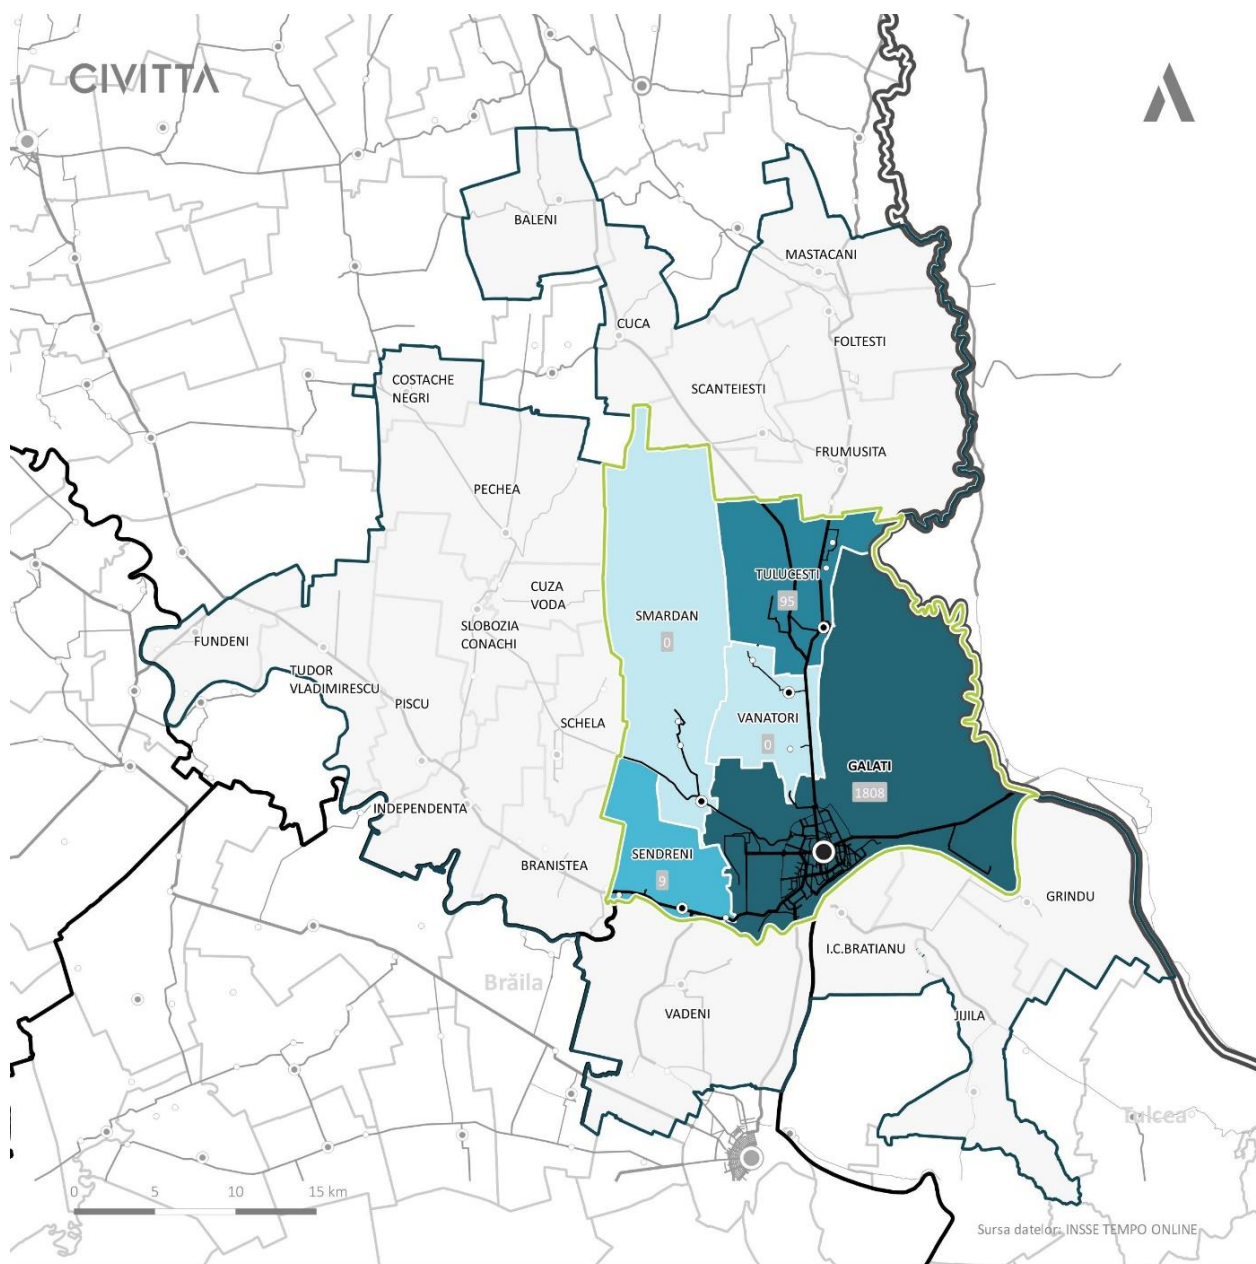 CIVITTA
BALENI
MASTACANI
CUCA
FOLTESTI
COSTACHE
NEGRI
SCANTEIESTI
FRUMUSITA
PECHEA
TULUCESTI
95
CUZA
VODA
SMARDAN
0
SLOBOZIA
CONACHI
FUNDENI
TUDOR
VLADIMIRESCU
PISCU
SCHELA
VANATORI
0
GALATI
1808
INDEPENDENTA
SENDRENI
9
BRANISTEA
GRINDU
I.C.BRATIANU
Brăila
VADENI
JIJILA
Tulcea
0 5 10 15 km
Sursa datelor: INSSE TEMPO ONLINE